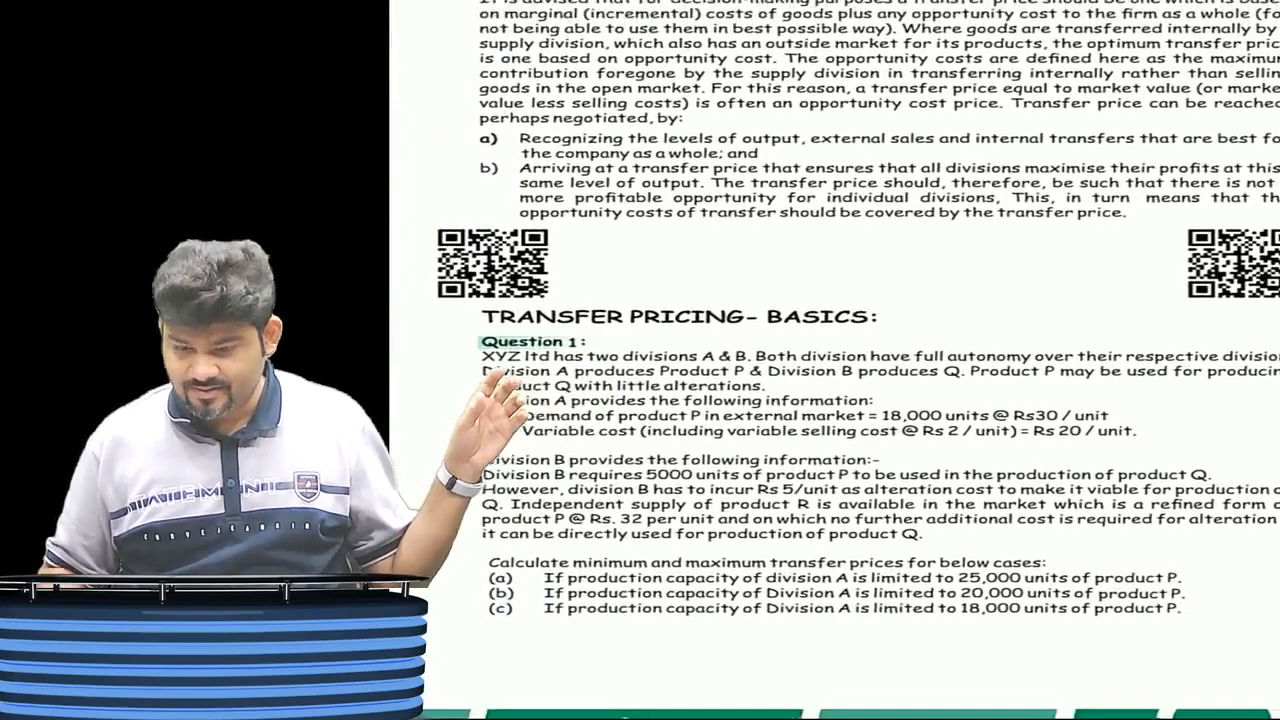 on marginal (incremental) costs of goods plus any opportunity cost to the firm as a whole
not being able to use them in best possible way). Where goods are transferred internally by
supply division, which also has an outside market for its products, the optimum transfer
is one based on opportunity cost. The opportunity costs are defined here as the
contribution foregone by the supply division in transferring internally rather than
goods in the open market. For this reason, a transfer price equal to market value (or
value less selling costs) is often an opportunity cost price. Transfer price can be
perhaps negotiated, by:
a) Recognizing the levels of output, external sales and internal transfers that are best
the company as a whole; and
b) Arriving at a transfer price that ensures that all divisions maximise their profits at
same level of output. The transfer price should, therefore, be such that there is not
more profitable opportunity for individual divisions, This, in turn means that
opportunity costs of transfer should be covered by the transfer price.
TRANSFER PRICING- BASICS:
Question 1:
XYZ ltd has two divisions A & B. Both division have full autonomy over their respective
Division A produces Product P & Division B produces Q. Product P may be used for
Q with little alterations.
A provides the following information:
Demand of product P in external market = 18,000 units @ Rs30 / unit
Variable cost (including variable selling cost @ Rs 2 / unit) = Rs 20 / unit.
Division B provides the following information:-
Division B requires 5000 units of product P to be used in the production of product Q.
However, division B has to incur Rs 5/unit as alteration cost to make it viable for production
Q. Independent supply of product R is available in the market which is a refined form
product P @ Rs. 32 per unit and on which no further additional cost is required for alteration
it can be directly used for production of product Q.
Calculate minimum and maximum transfer prices for below cases:
(a) If production capacity of division A is limited to 25,000 units of product P.
(b) If production capacity of Division A is limited to 20,000 units of product P.
(c) If production capacity of Division A is limited to 18,000 units of product P.
STATEMENT